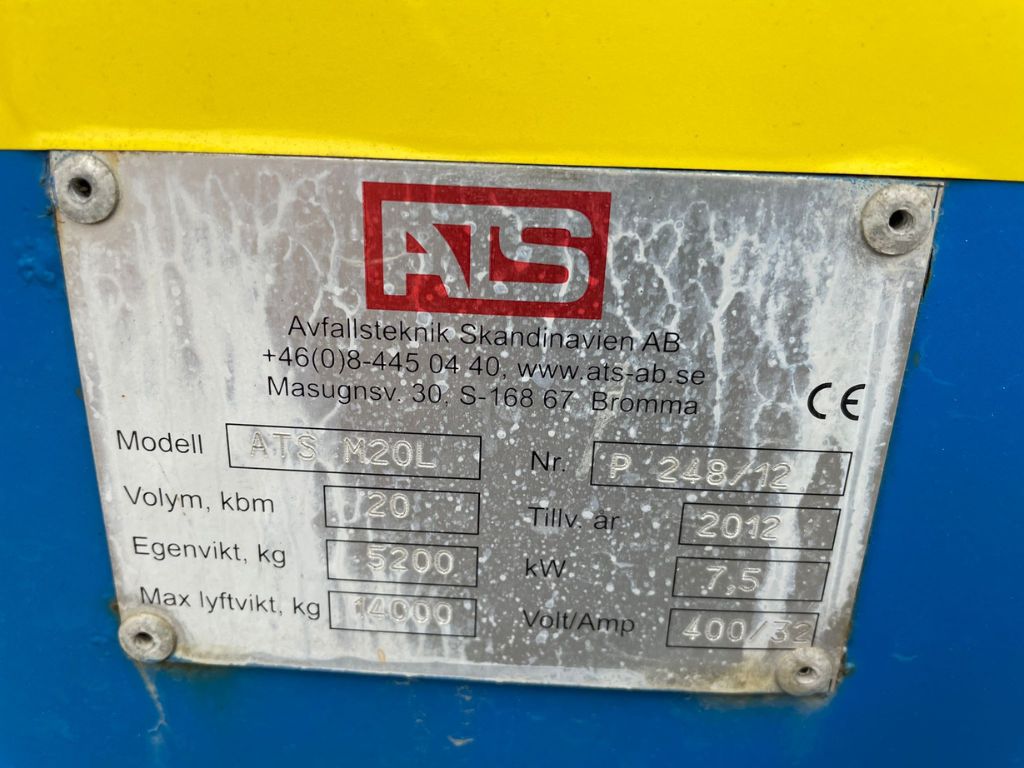 ATS
Avfallsteknik Skandinavien AB
+46(0)8-445 04 40, www.ats-ab.se
Masugnsv. 30, S-168 67 Bromma
CE
Modell ATS M20L
Nr. P 248/12
Volym, kbm 20
Tillv. år 2012
Egenvikt, kg 5200
kW 7,5
Max lyftvikt, kg 14000
Volt/Amp 400/32